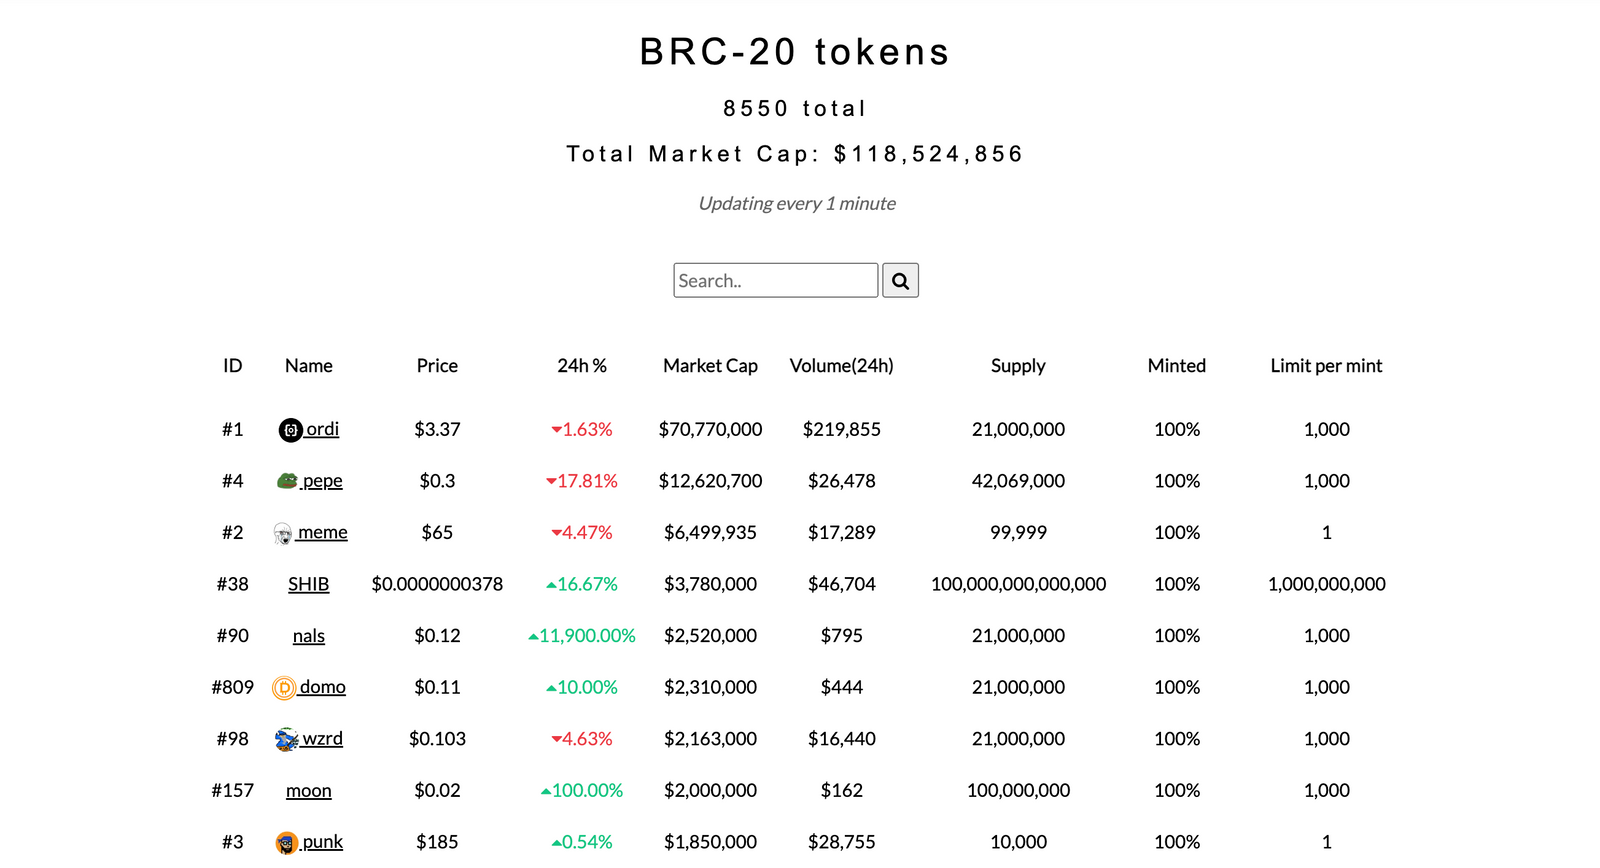 BRC-20 tokens
8550 total
Total Market Cap: $118,524,856
Updating every 1 minute
Search..
ID Name Price 24h % Market Cap Volume(24h) Supply Minted Limit per mint
#1 ordi $3.37 ▼1.63% $70,770,000 $219,855 21,000,000 100% 1,000
#4 pepe $0.3 ▼17.81% $12,620,700 $26,478 42,069,000 100% 1,000
#2 meme $65 ▼4.47% $6,499,935 $17,289 99,999 100% 1
#38 SHIB $0.0000000378 ▲16.67% $3,780,000 $46,704 100,000,000,000,000 100% 1,000,000,000
#90 nals $0.12 ▲11,900.00% $2,520,000 $795 21,000,000 100% 1,000
#809 domo $0.11 ▲10.00% $2,310,000 $444 21,000,000 100% 1,000
#98 wzrd $0.103 ▼4.63% $2,163,000 $16,440 21,000,000 100% 1,000
#157 moon $0.02 ▲100.00% $2,000,000 $162 100,000,000 100% 1,000
#3 punk $185 ▲0.54% $1,850,000 $28,755 10,000 100% 1